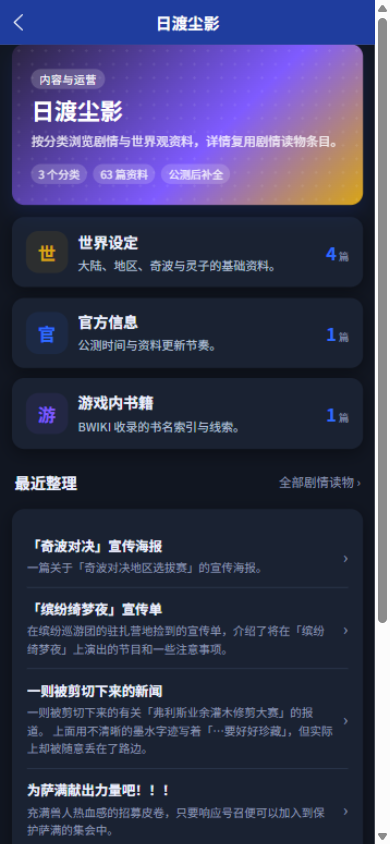 日渡尘影
内容与运营
日渡尘影
按分类浏览剧情与世界观资料，详情复用剧情读物条目。
3 个分类 63 篇资料 公测后补全
世 世界设定
大陆、地区、奇波与灵子的基础资料。
4 篇
官 官方信息
公测时间与资料更新节奏。
1 篇
游 游戏内书籍
BWIKI 收录的书名索引与线索。
1 篇
最近整理 全部剧情读物 ›
「奇波对决」宣传海报
一篇关于「奇波对决地区选拔赛」的宣传海报。
「缤纷绮梦夜」宣传单
在缤纷巡游团的驻扎营地捡到的宣传单，介绍了将在「缤纷
绮梦夜」上演出的节目和一些注意事项。
一则被剪切下来的新闻
一则被剪切下来的有关「弗利斯业余灌木修剪大赛」的报
道。 上面用不清晰的墨水字迹写着「…要好好珍藏」，但实际
上却被随意丢在了路边。
为萨满献出力量吧！！！
充满兽人热血感的招募皮卷，只要响应号召便可以加入到保
护萨满的集会中。